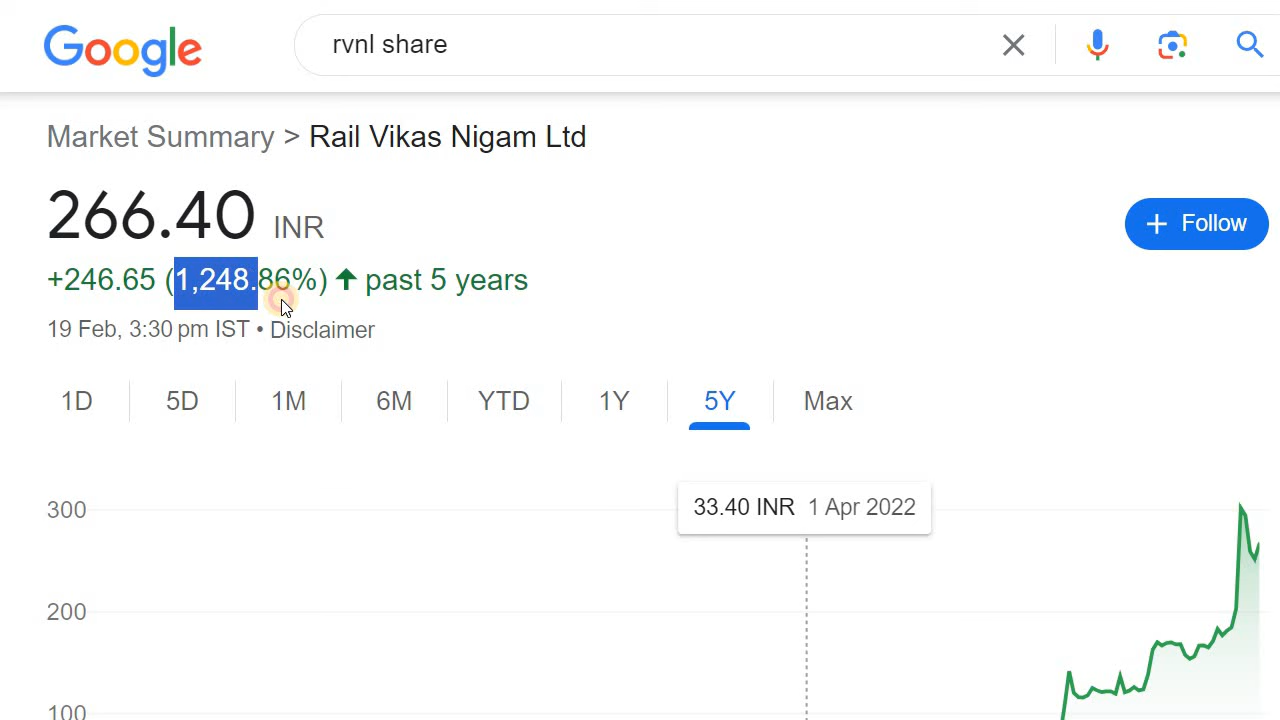 Google
rvnl share
Market Summary > Rail Vikas Nigam Ltd
266.40 INR
+ Follow
+246.65 (1,248.86%) ↑ past 5 years
19 Feb, 3:30 pm IST • Disclaimer
1D 5D 1M 6M YTD 1Y 5Y Max
33.40 INR 1 Apr 2022
300
200
100